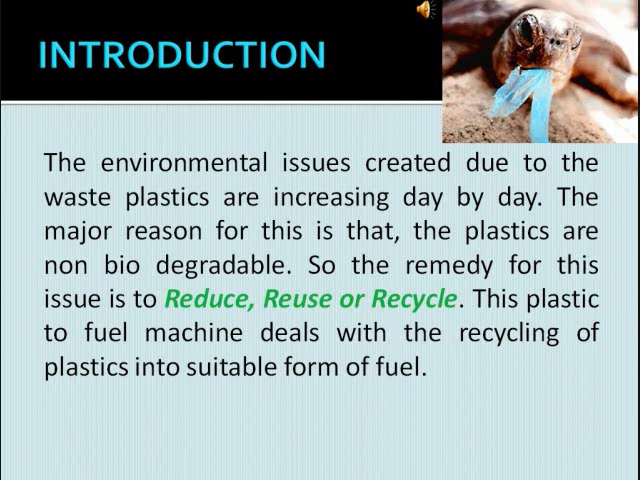 INTRODUCTION
The environmental issues created due to the
waste plastics are increasing day by day. The
major reason for this is that, the plastics are
non bio degradable. So the remedy for this
issue is to Reduce, Reuse or Recycle. This plastic
to fuel machine deals with the recycling of
plastics into suitable form of fuel.